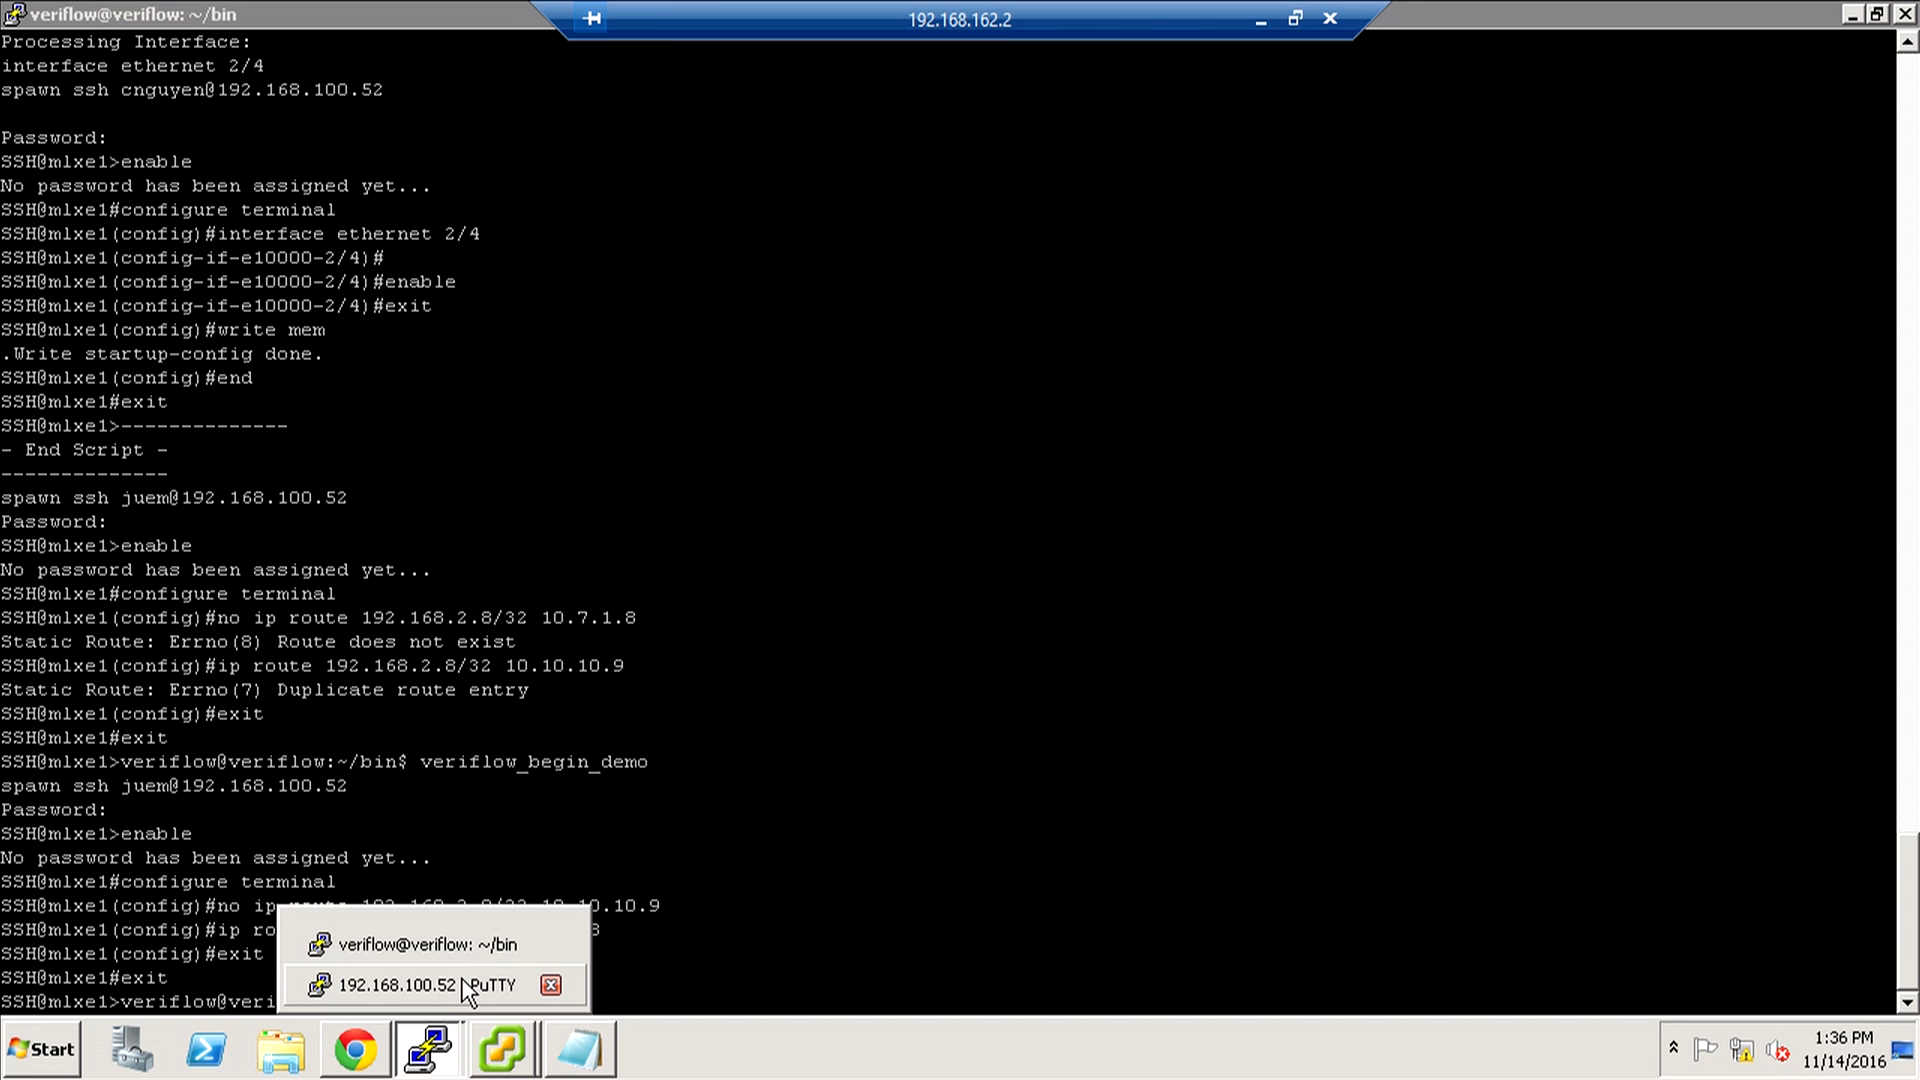 veriflow@veriflow: ~/bin
192.168.162.2
Processing Interface:
interface ethernet 2/4
spawn ssh cnguyen@192.168.100.52
Password:
SSH@mlxe1>enable
No password has been assigned yet...
SSH@mlxe1#configure terminal
SSH@mlxe1(config)#interface ethernet 2/4
SSH@mlxe1(config-if-e10000-2/4)#
SSH@mlxe1(config-if-e10000-2/4)#enable
SSH@mlxe1(config-if-e10000-2/4)#exit
SSH@mlxe1(config)#write mem
.Write startup-config done.
SSH@mlxe1(config)#end
SSH@mlxe1#exit
SSH@mlxe1>--------------
- End Script -
--------------
spawn ssh juem@192.168.100.52
Password:
SSH@mlxe1>enable
No password has been assigned yet...
SSH@mlxe1#configure terminal
SSH@mlxe1(config)#no ip route 192.168.2.8/32 10.7.1.8
Static Route: Errno(8) Route does not exist
SSH@mlxe1(config)#ip route 192.168.2.8/32 10.10.10.9
Static Route: Errno(7) Duplicate route entry
SSH@mlxe1(config)#exit
SSH@mlxe1#exit
SSH@mlxe1>veriflow@veriflow:~/bin$ veriflow_begin_demo
spawn ssh juem@192.168.100.52
Password:
SSH@mlxe1>enable
No password has been assigned yet...
SSH@mlxe1#configure terminal
SSH@mlxe1(config)#no ip route 192.168.2.8/32 10.10.10.9
SSH@mlxe1(config)#ip ro
SSH@mlxe1(config)#exit
SSH@mlxe1#exit
SSH@mlxe1>veriflow@veri
veriflow@veriflow: ~/bin
192.168.100.52 PuTTY
Start
1:36 PM
11/14/2016